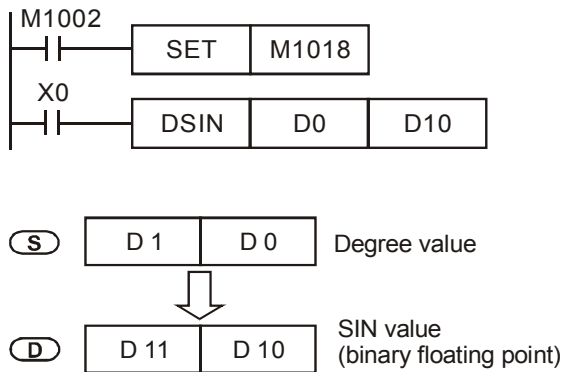 M1002
SET M1018
X0
DSIN D0 D10
S D 1 D 0 Degree value
D D 11 D 10 SIN value
(binary floating point)